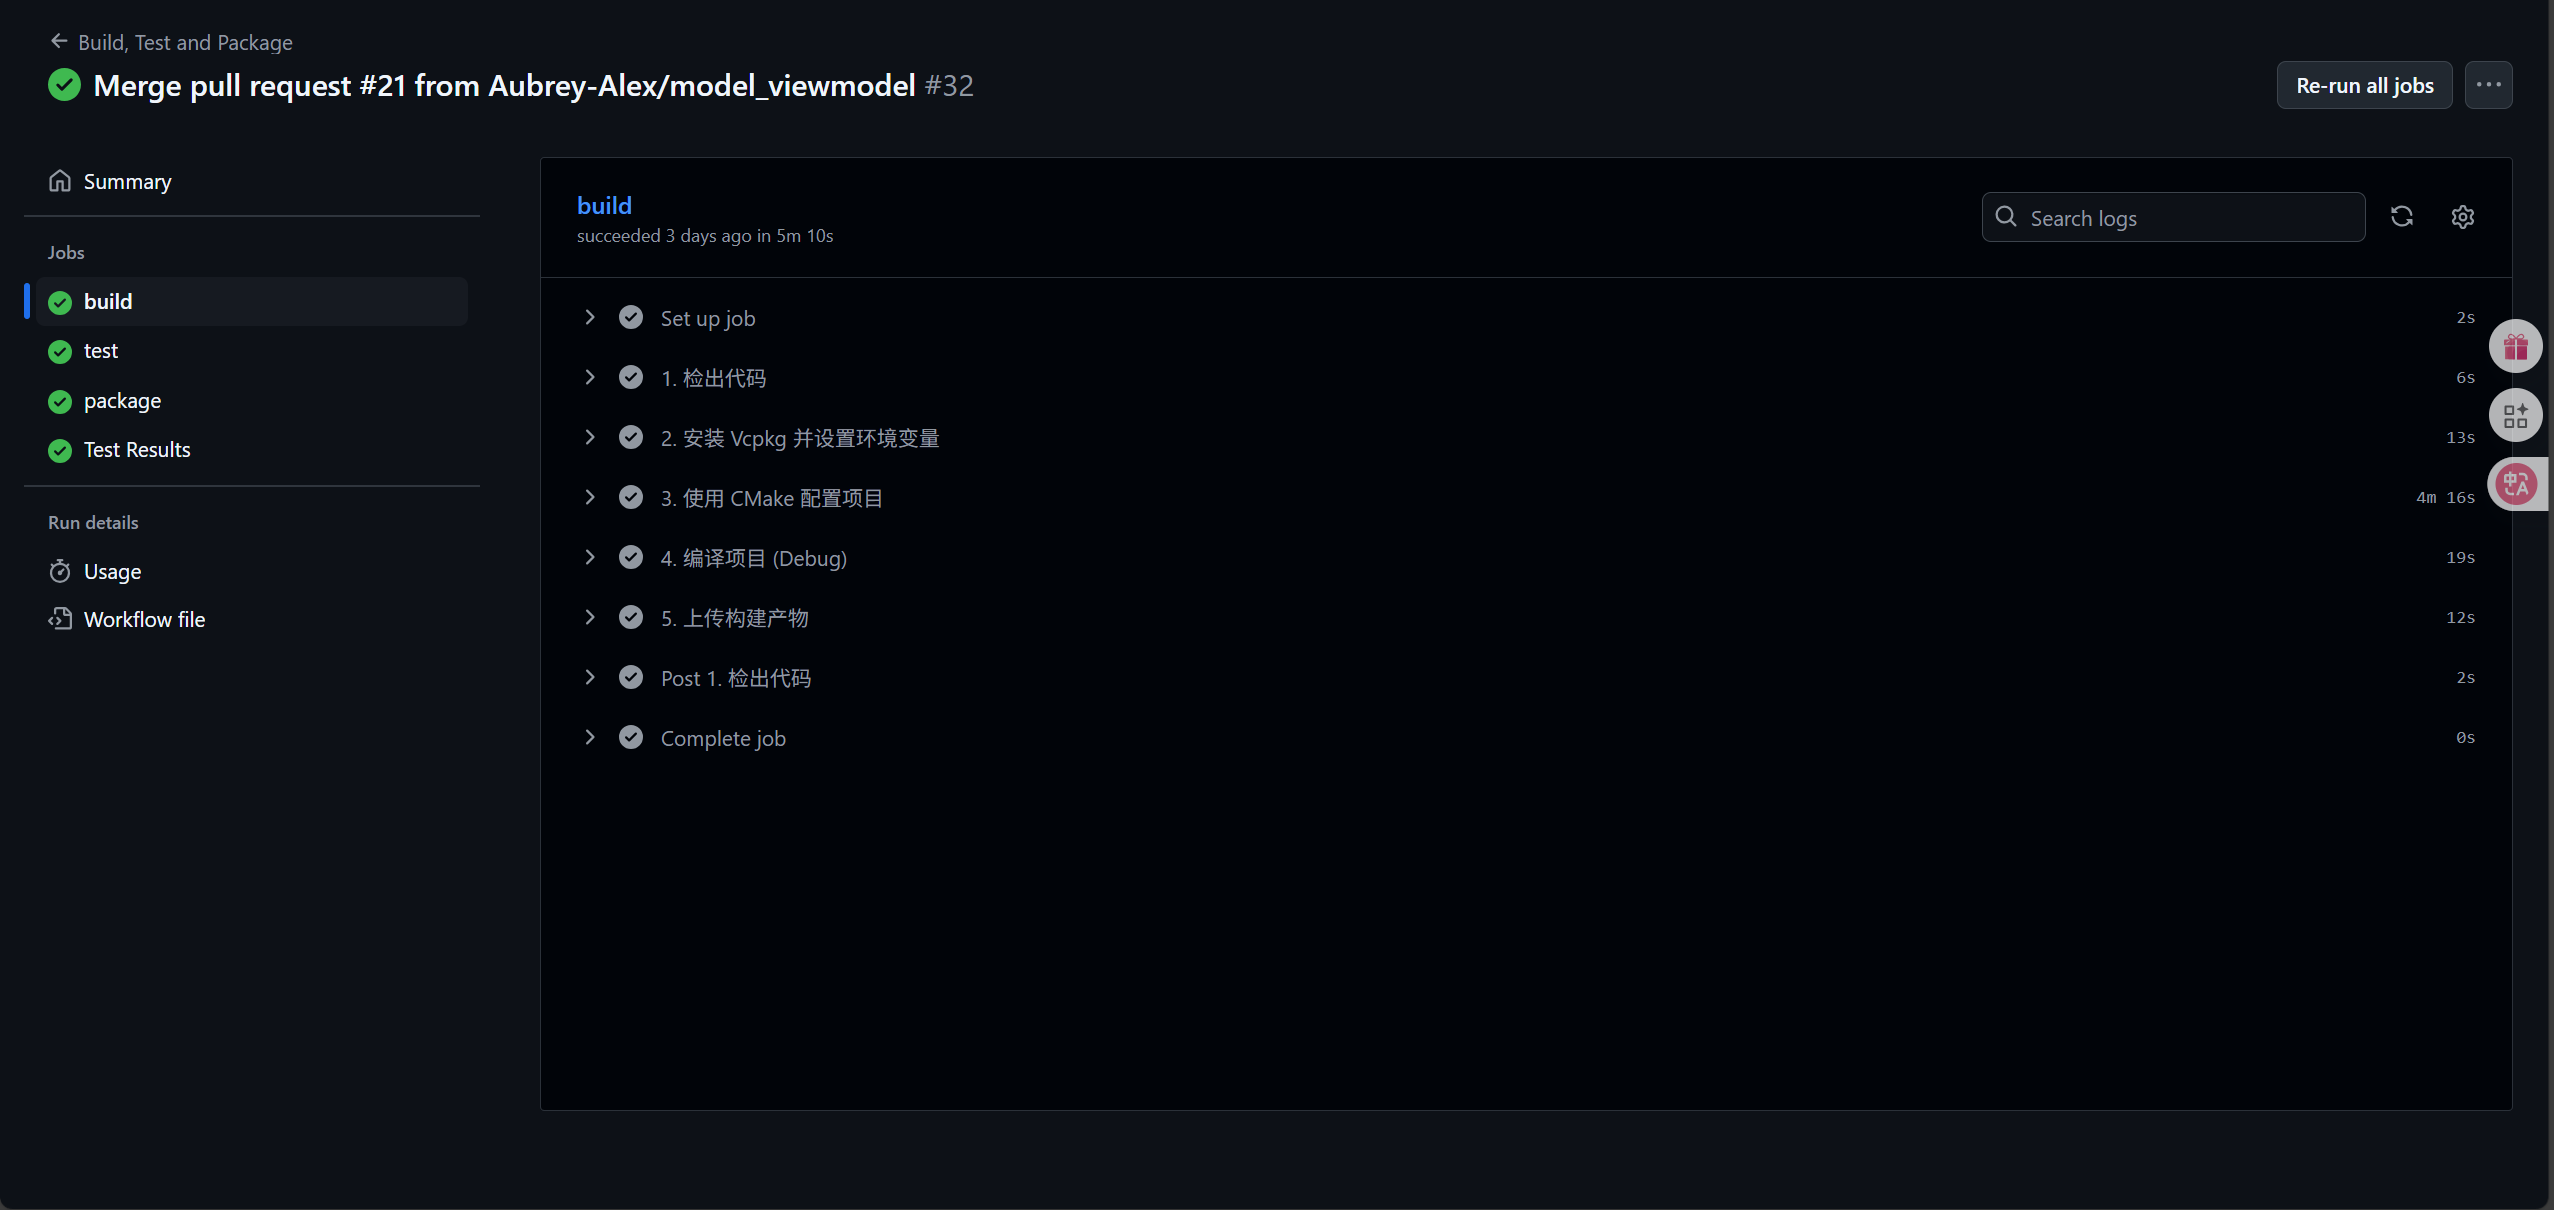 Build, Test and Package
Merge pull request #21 from Aubrey-Alex/model_viewmodel #32
Re-run all jobs
Summary
Jobs
build
test
package
Test Results
Run details
Usage
Workflow file
build
succeeded 3 days ago in 5m 10s
Search logs
Set up job 2s
1. 检出代码 6s
2. 安装 Vcpkg 并设置环境变量 13s
3. 使用 CMake 配置项目 4m 16s
4. 编译项目 (Debug) 19s
5. 上传构建产物 12s
Post 1. 检出代码 2s
Complete job 0s
中A